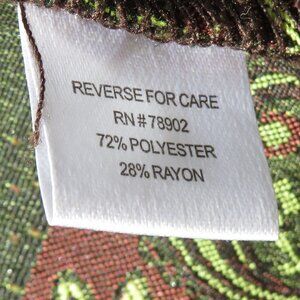 REVERSE FOR CARE
RN#78902
72% POLYESTER
28% RAYON